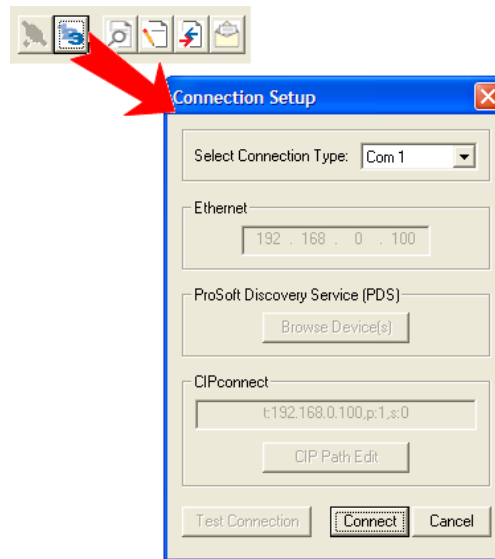 Connection Setup
Select Connection Type: Com 1
Ethernet
192 . 168 . 0 . 100
ProSoft Discovery Service (PDS)
Browse Device(s)
CIPconnect
t:192.168.0.100,p:1,s:0
CIP Path Edit
Test Connection Connect Cancel